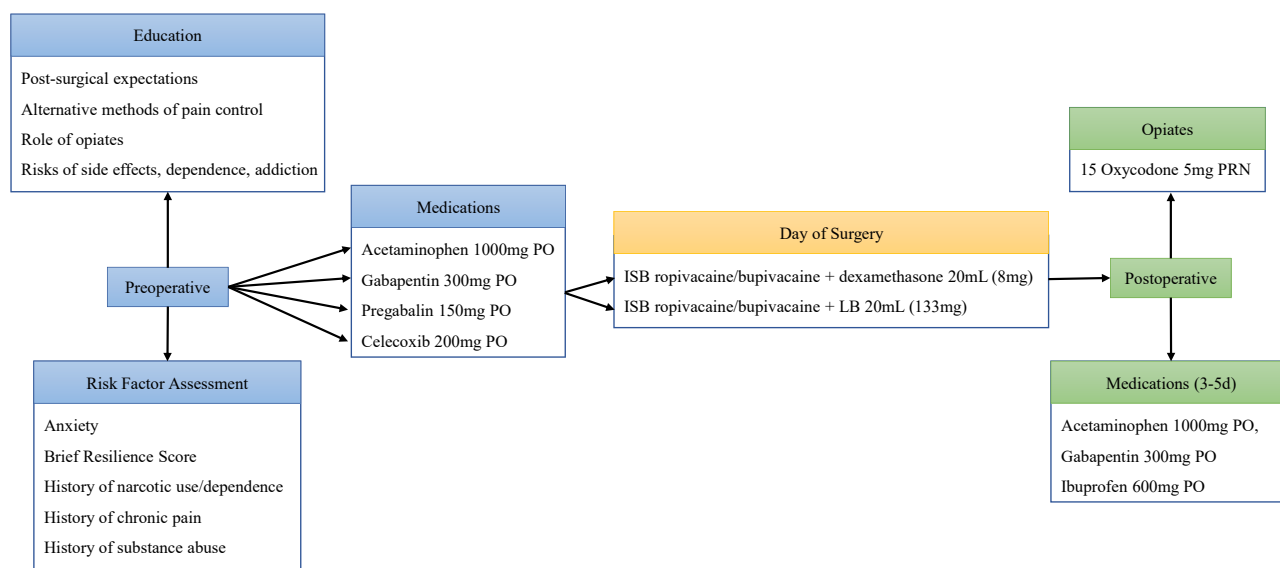 Education
Post-surgical expectations
Alternative methods of pain control
Role of opiates
Risks of side effects, dependence, addiction
Preoperative
Risk Factor Assessment
Anxiety
Brief Resilience Score
History of narcotic use/dependence
History of chronic pain
History of substance abuse
Medications
Acetaminophen 1000mg PO
Gabapentin 300mg PO
Pregabalin 150mg PO
Celecoxib 200mg PO
Day of Surgery
ISB ropivacaine/bupivacaine + dexamethasone 20mL (8mg)
ISB ropivacaine/bupivacaine + LB 20mL (133mg)
Opiates
15 Oxycodone 5mg PRN
Postoperative
Medications (3-5d)
Acetaminophen 1000mg PO,
Gabapentin 300mg PO
Ibuprofen 600mg PO